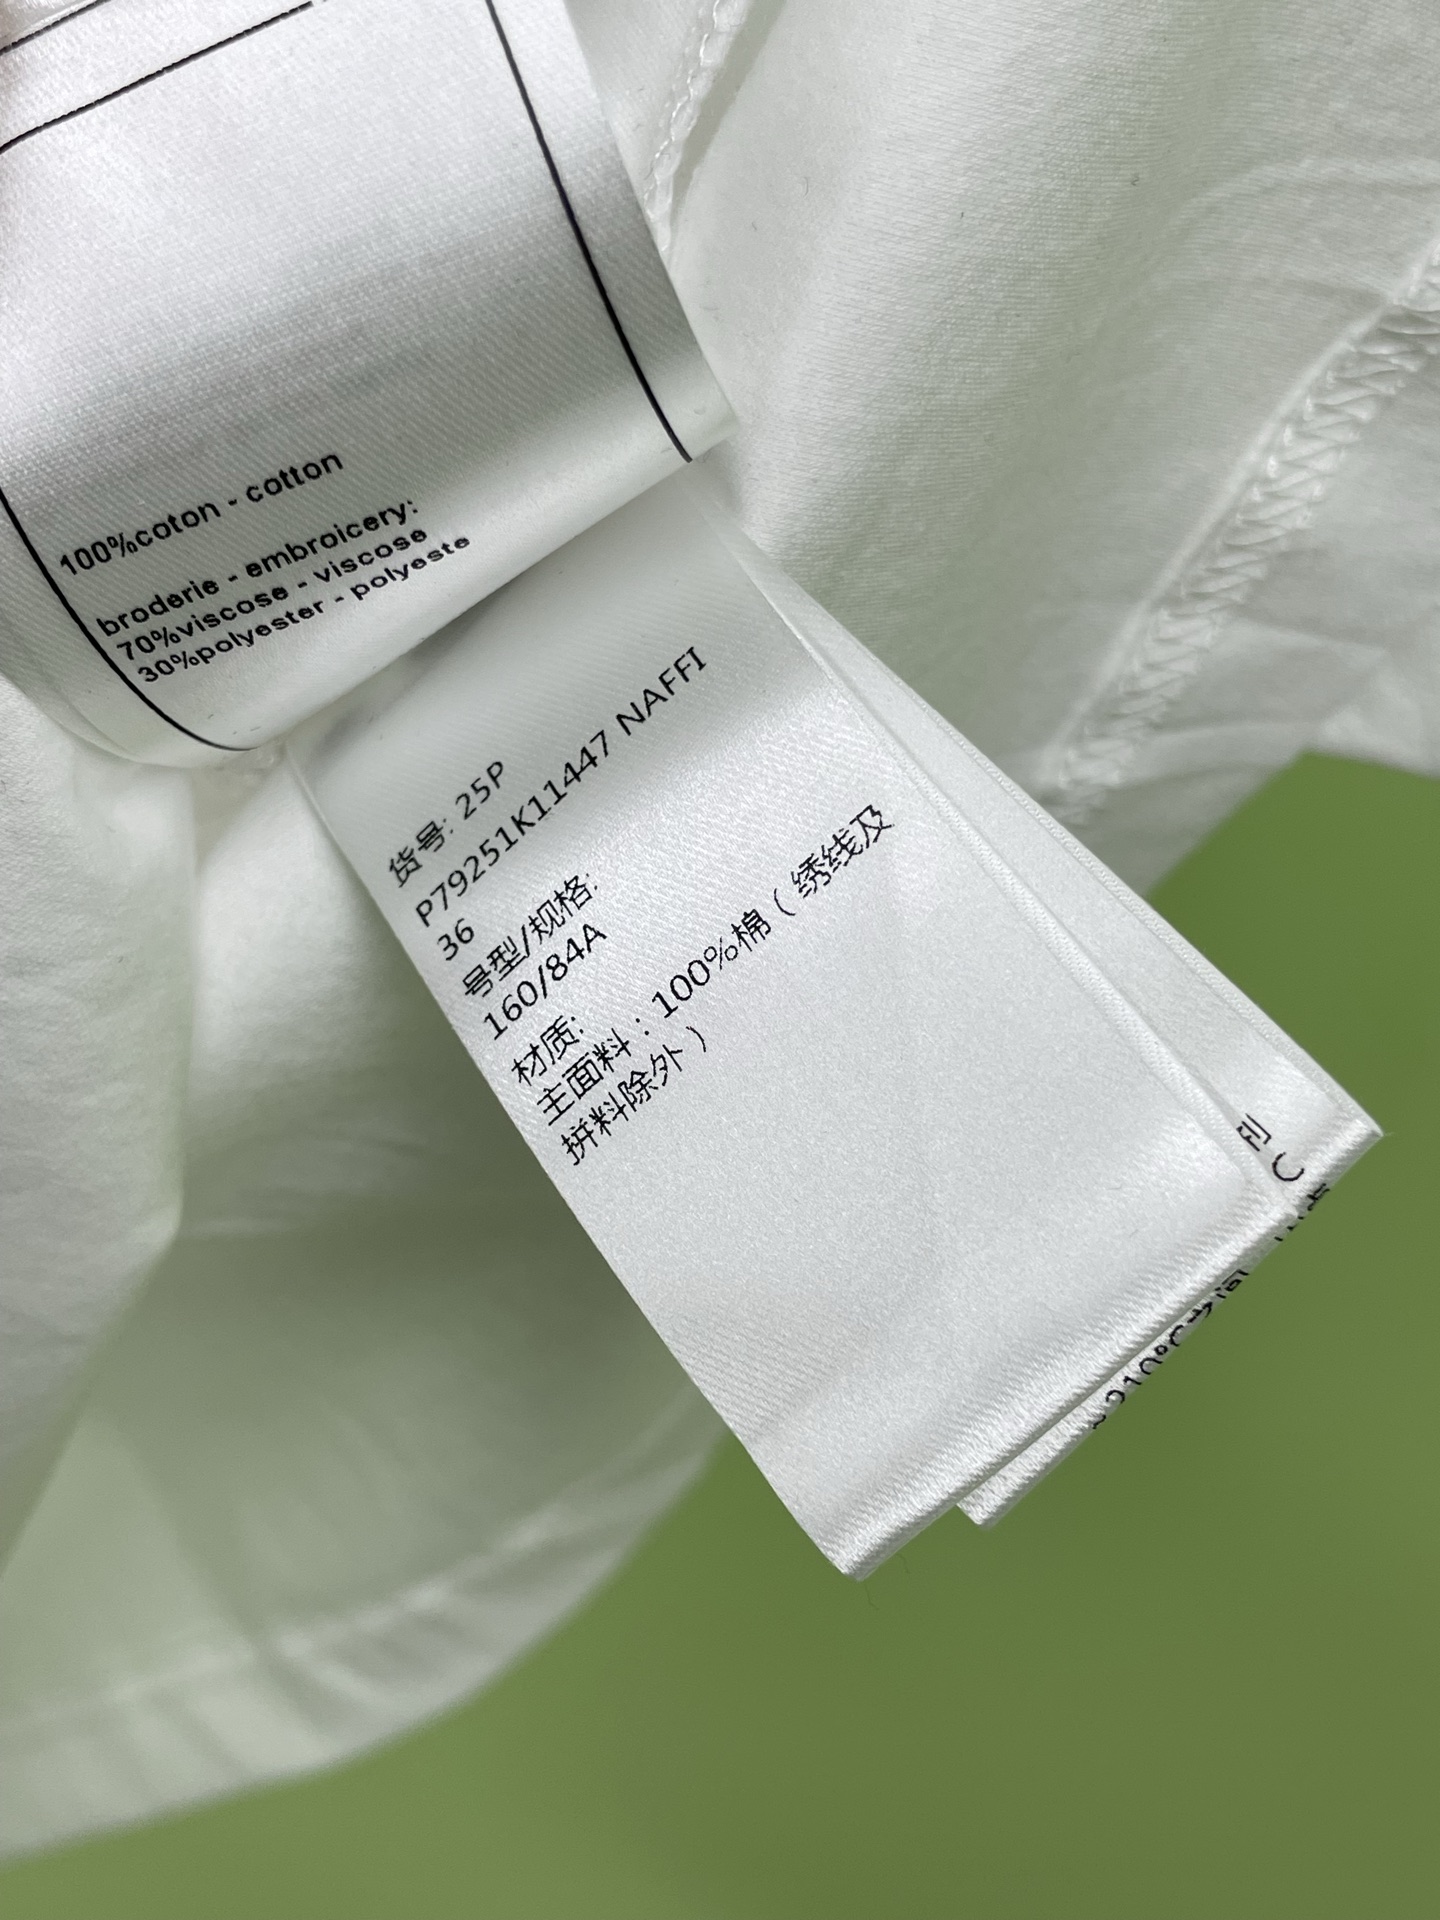 100%coton - cotton
broderie - embroicery:
70%viscose - viscose
30%polyester - polyeste
货号: 25P
P79251K11447 NAFFI
36
号型/规格:
160/84A
材质:
主面料：100%棉（绣线及
拼料除外）
剂
C